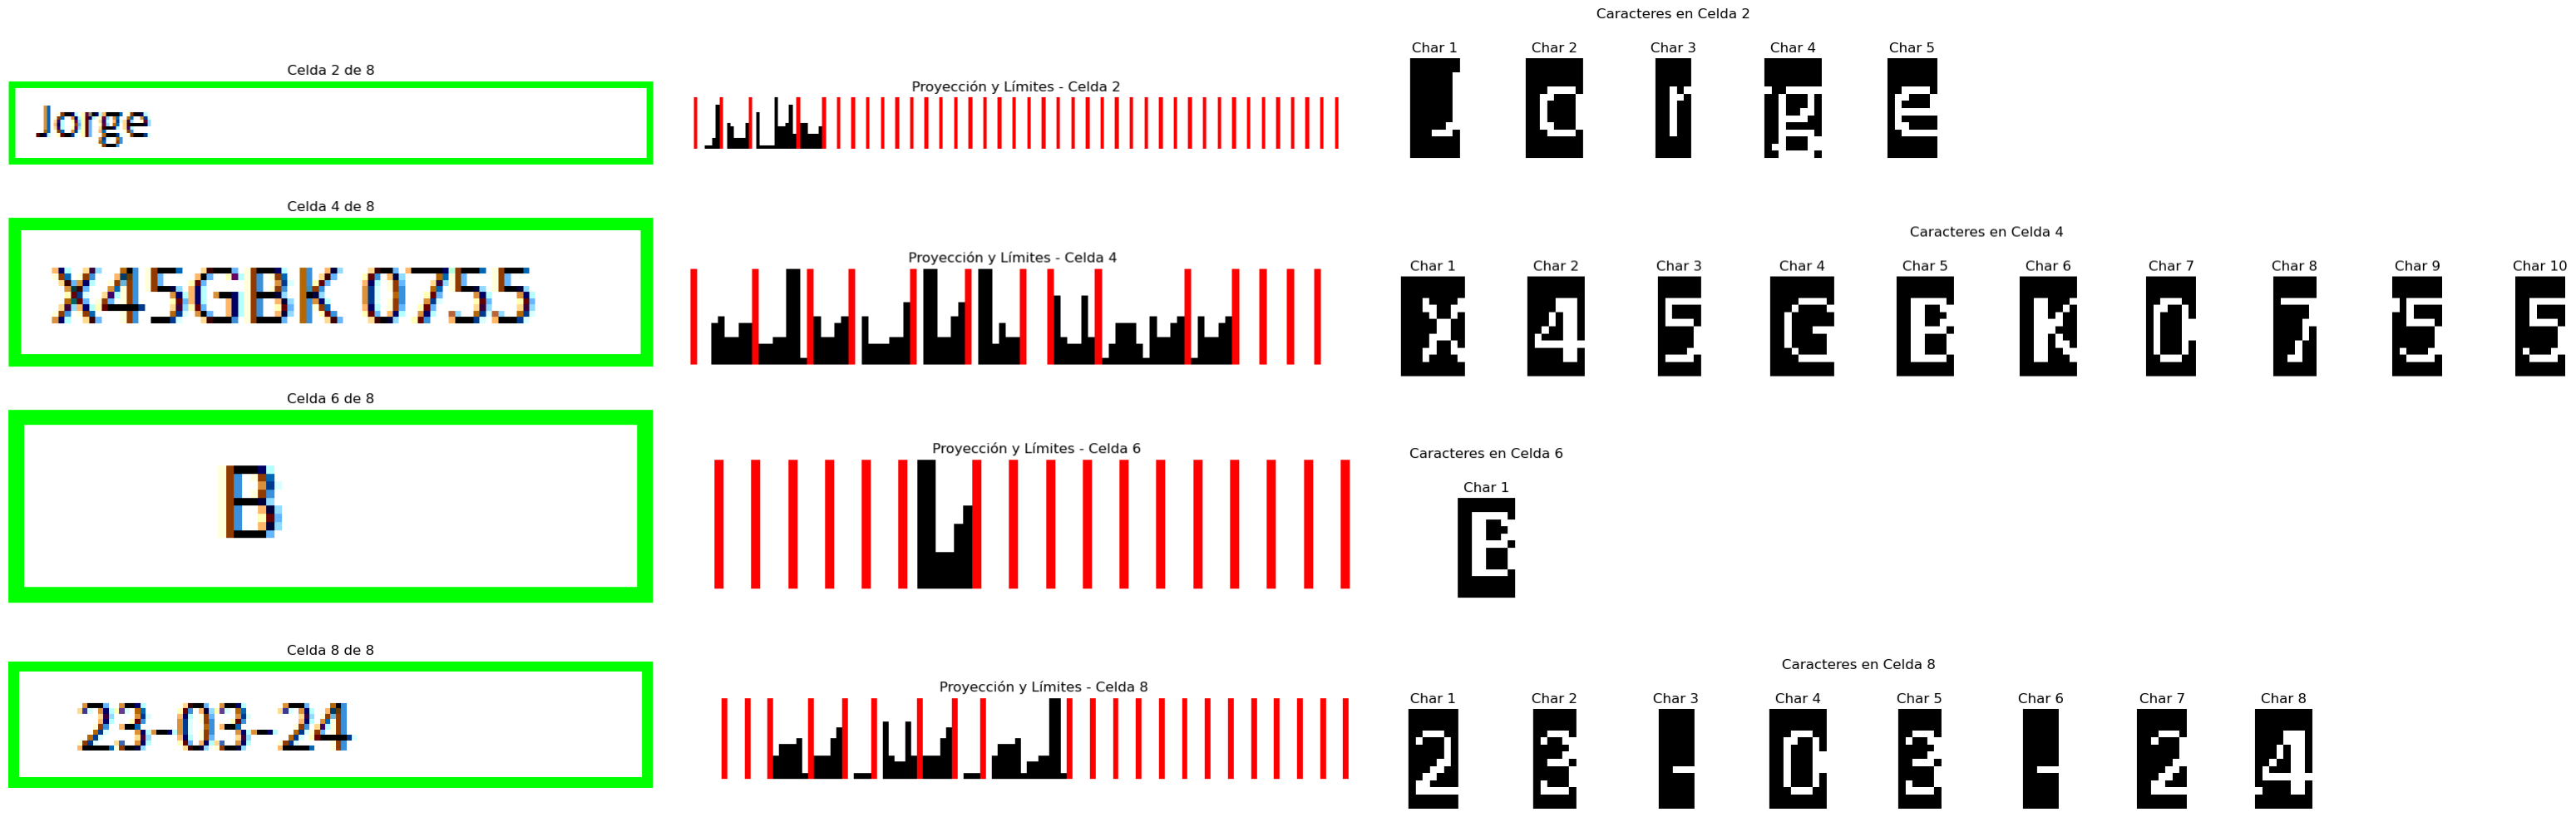 Caracteres en Celda 2
Celda 2 de 8
Jorge
Proyección y Límites - Celda 2
Char 1 Char 2 Char 3 Char 4 Char 5
Caracteres en Celda 4
Celda 4 de 8
X45GBK 0755
Proyección y Límites - Celda 4
Char 1 Char 2 Char 3 Char 4 Char 5 Char 6 Char 7 Char 8 Char 9 Char 10
Celda 6 de 8
B
Proyección y Límites - Celda 6
Caracteres en Celda 6
Char 1
B
Celda 8 de 8
23-03-24
Proyección y Límites - Celda 8
Caracteres en Celda 8
Char 1 Char 2 Char 3 Char 4 Char 5 Char 6 Char 7 Char 8